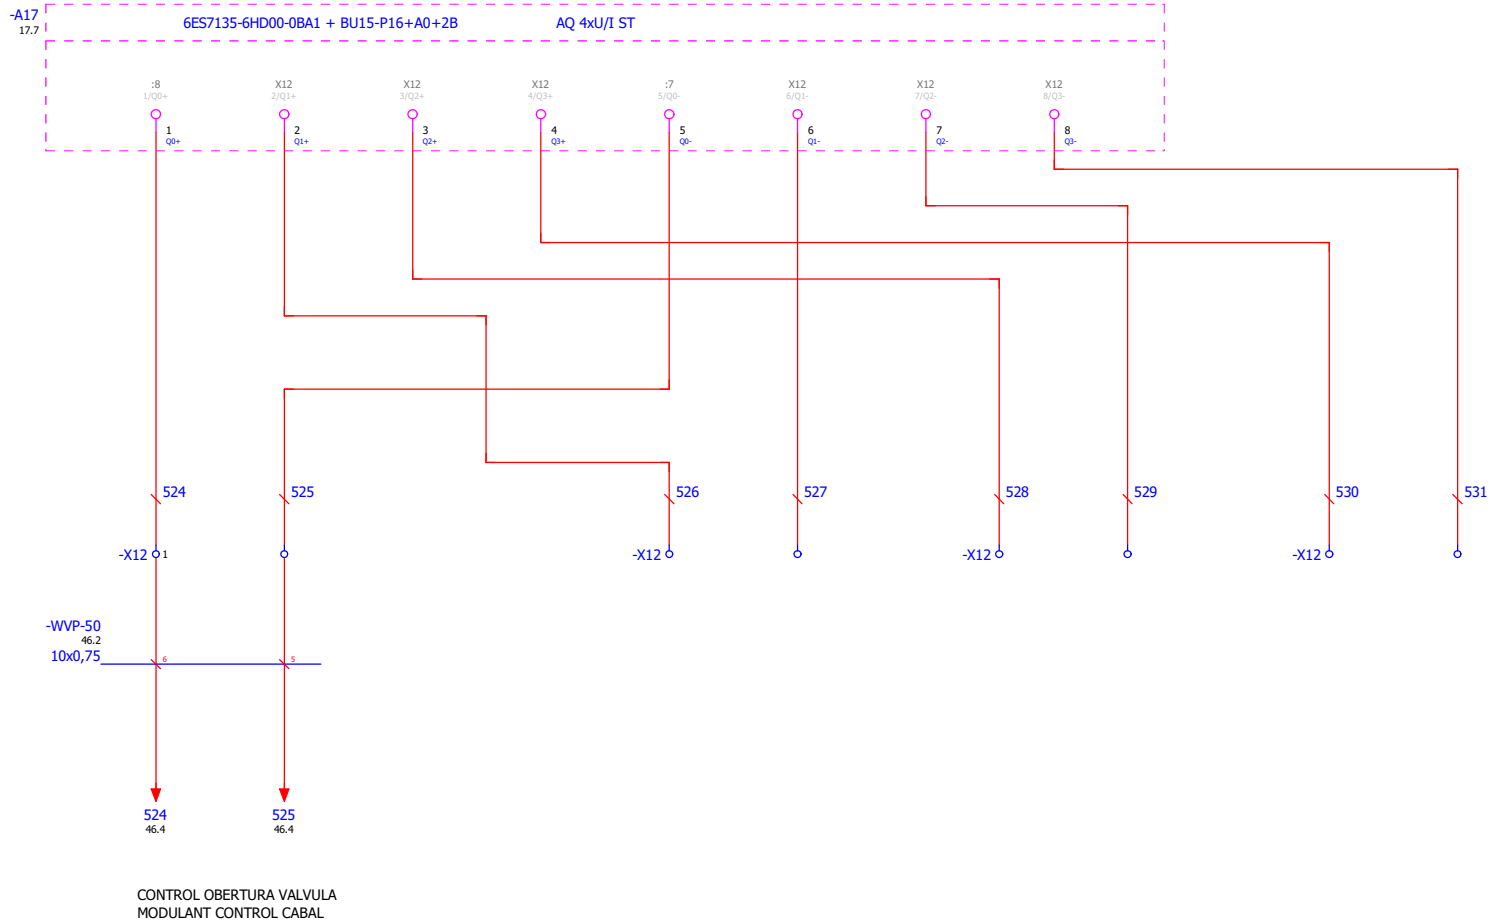 -A17 6ES7135-6HD00-0BA1 + BU15-P16+A0+2B AQ 4xU/I ST
17.7
:8 X12 X12 X12 :7 X12 X12 X12
1/Q0+ 2/Q1+ 3/Q2+ 4/Q3+ 5/Q0- 6/Q1- 7/Q2- 8/Q3-
1 2 3 4 5 6 7 8
Q0+ Q1+ Q2+ Q3+ Q0- Q1- Q2- Q3-
524 525 526 527 528 529 530 531
-X12 1 -X12 -X12 -X12
-WVP-50
46.2
10x0,75 6 5
524 525
46.4 46.4
CONTROL OBERTURA VALVULA
MODULANT CONTROL CABAL